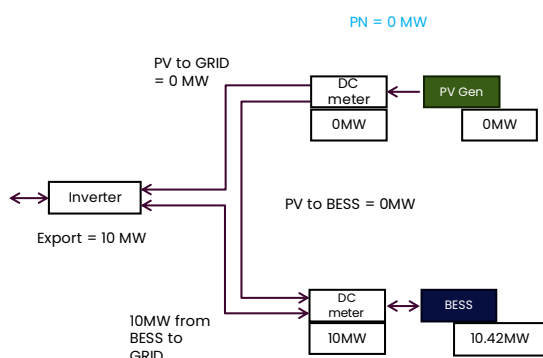 PN = 0 MW
PV to GRID
= 0 MW
DC
meter
PV Gen
0MW
0MW
Inverter
PV to BESS = 0MW
Export = 10 MW
DC
meter
BESS
10MW from
BESS to
GRID
10MW
10.42MW